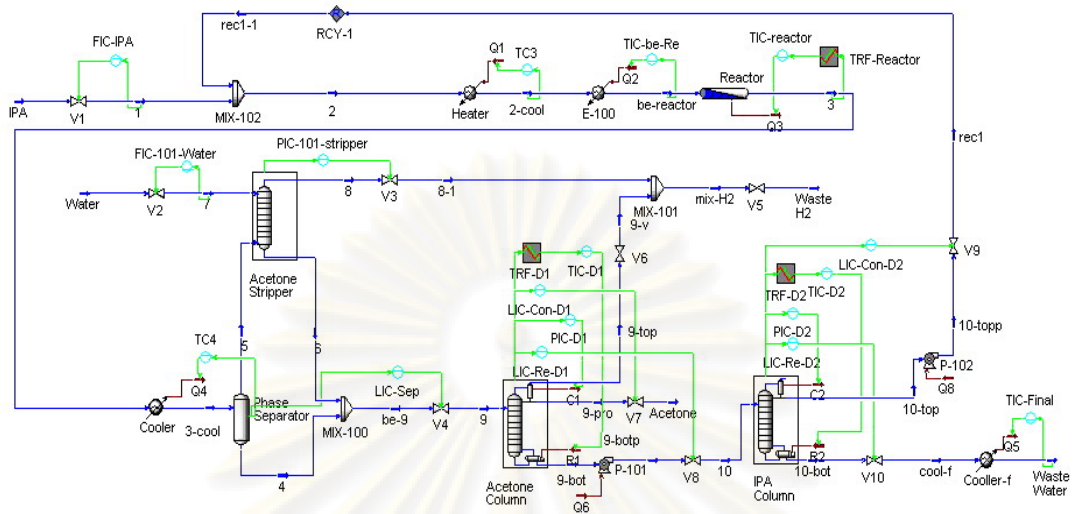 rec1-1
RCY-1
FIC-IPA
Q1
TC3
TIC-be-Re
Q2
TIC-reactor
TRF-Reactor
Reactor
IPA
V1
1
MIX-102
2
Heater
2-cool
E-100
be-reactor
Q3
3
rec1
FIC-101-Water
PIC-101-stripper
Water
V2
7
8
V3
8-1
MIX-101
mix-H2
V5
Waste
H2
9-v
V6
V9
Acetone
Stripper
TRF-D1
TIC-D1
LIC-Con-D1
PIC-D1
LIC-Re-D1
9-top
LIC-Con-D2
TRF-D2
TIC-D2
PIC-D2
LIC-Re-D2
10-topp
P-102
Q8
TC4
5
6
Q4
Cooler
3-cool
Phase
Separator
LIC-Sep
MIX-100
be-9
V4
9
4
C1
9-pro
V7
Acetone
9-botp
R1
9-bot
P-101
Q6
V8
10
Acetone
Column
C2
10-top
R2
10-bot
V10
IPA
Column
cool-f
TIC-Final
Q5
Cooller-f
Waste
Water